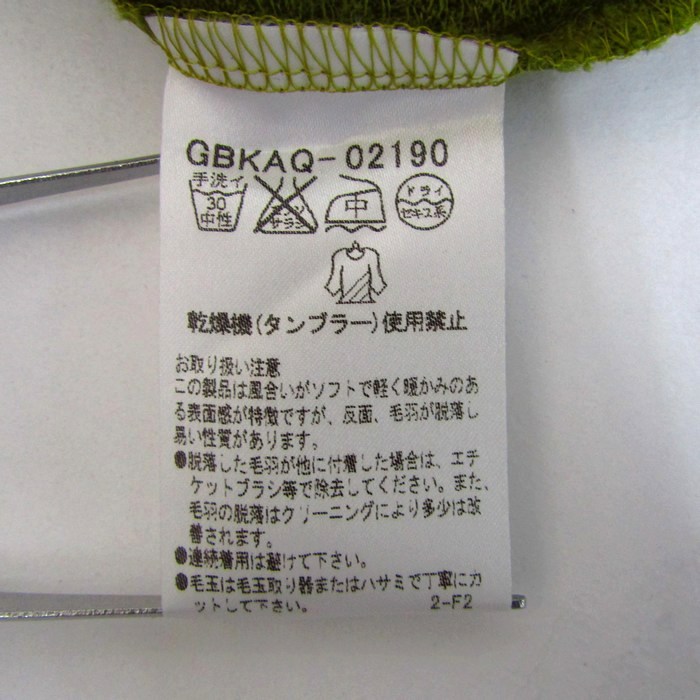 GBKAQ-02190
手洗イ
30
中性
エンソ
サラシ
中
ドライ
セキユ系
乾燥機(タンブラー)使用禁止
お取り扱い注意
この製品は風合いがソフトで軽く暖かみのあ
る表面感が特徴ですが、反面、毛羽が脱落し
易い性質があります。
●脱落した毛羽が他に付着した場合は、エチ
ケットブラシ等で除去してください。また、
毛羽の脱落はクリーニングにより多少は改
善されます。
●連続着用は避けて下さい。
●毛玉は毛玉取り器またはハサミで丁寧にカ
ットして下さい。 2-F2